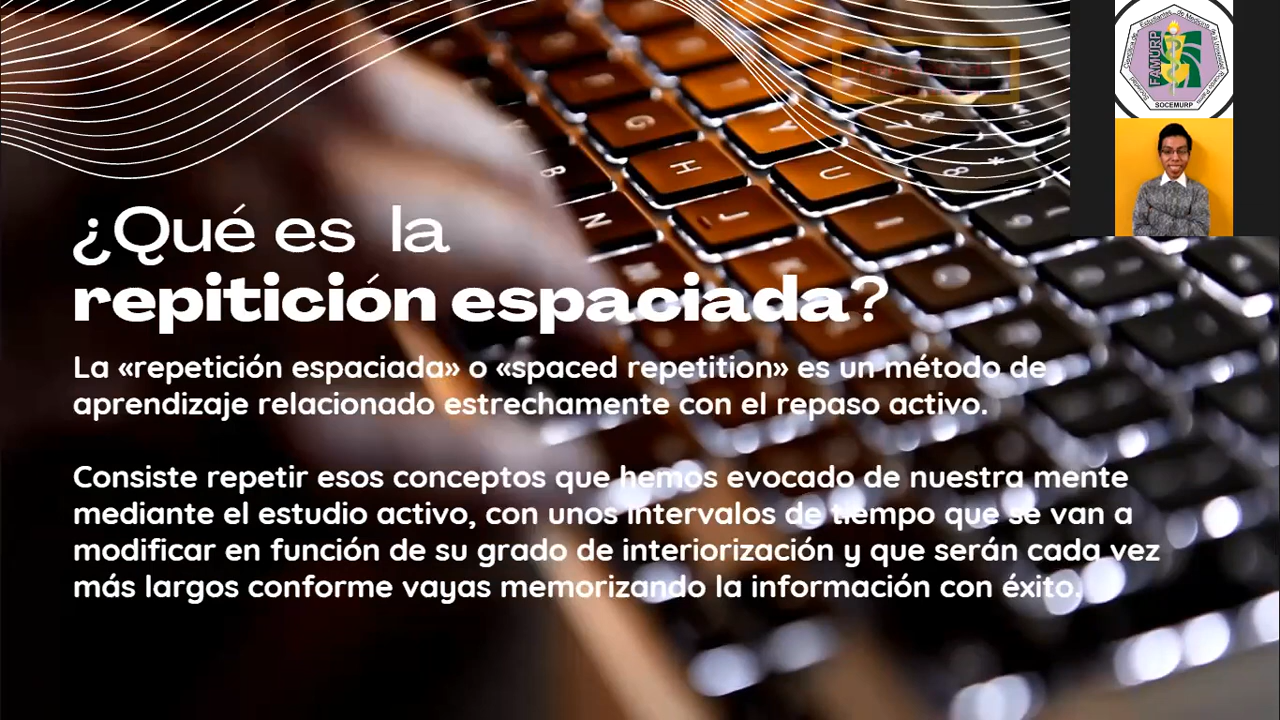 ¿Qué es la
repitición espaciada?
La «repetición espaciada» o «spaced repetition» es un método de
aprendizaje relacionado estrechamente con el repaso activo.
Consiste repetir esos conceptos que hemos evocado de nuestra mente
mediante el estudio activo, con unos intervalos de tiempo que se van a
modificar en función de su grado de interiorización y que serán cada vez
más largos conforme vayas memorizando la información con éxito.
FAMURP
SOCEMURP
G
Y
H
U
B
N
J
I